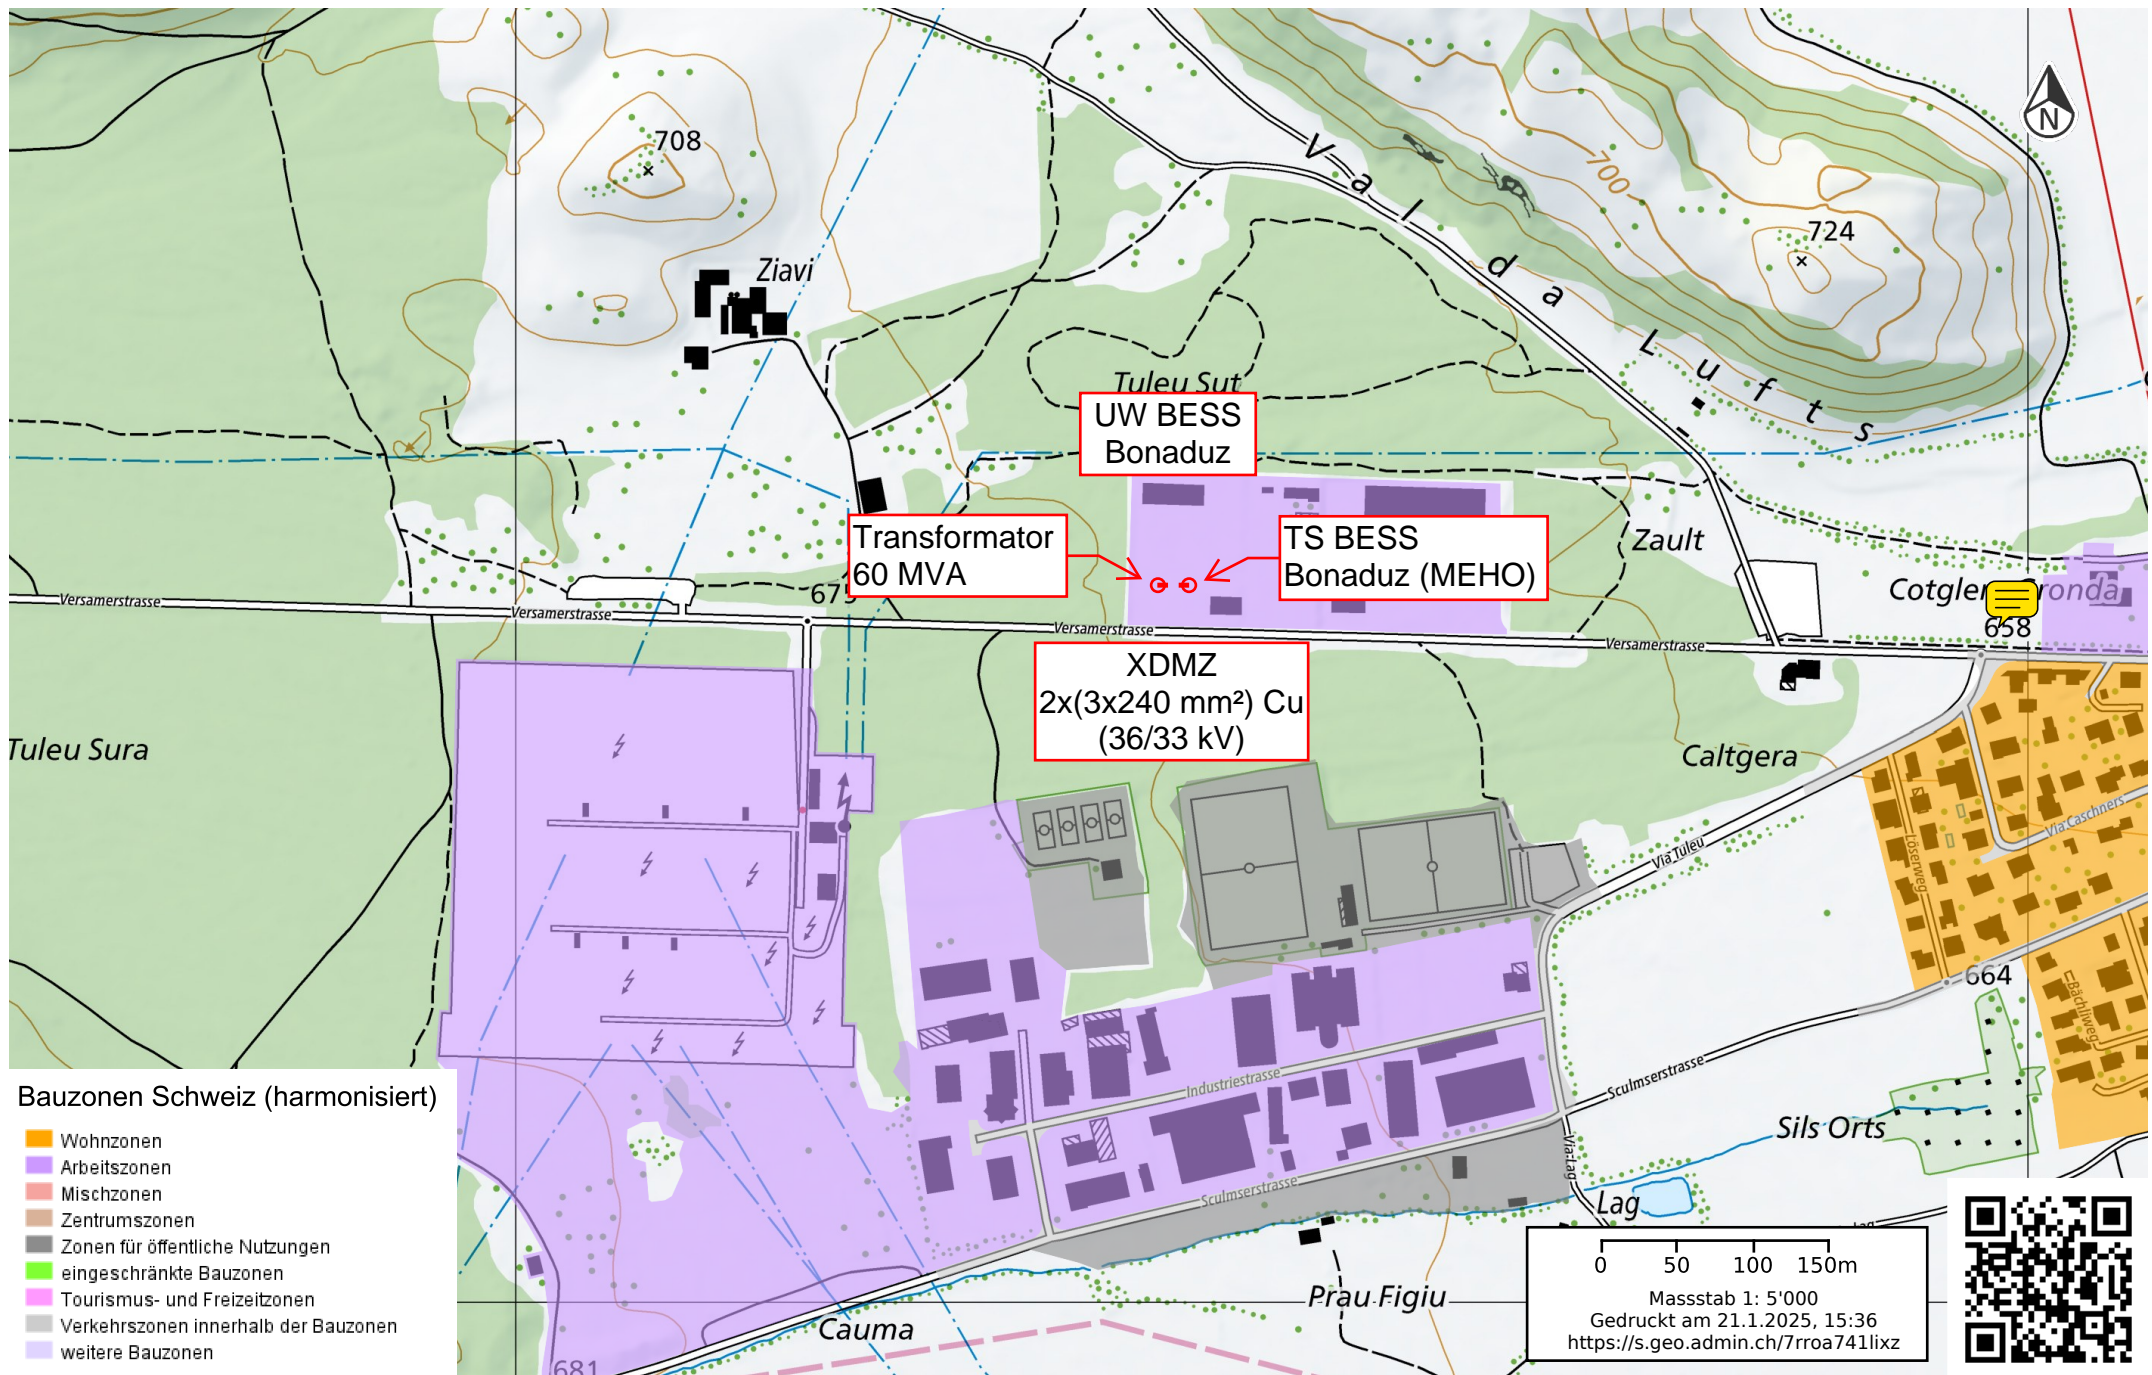 708
700
724
N
Val da Lufts
Ziavi
Tuleu Sut
UW BESS
Bonaduz
Transformator
60 MVA
TS BESS
Bonaduz (MEHO)
Zault
Versamerstrasse
Versamerstrasse
Versamerstrasse
Versamerstrasse
658
XDMZ
2x(3x240 mm²) Cu
(36/33 kV)
Tuleu Sura
Caltgera
Via Caschners
Löserweg
Via Tuleu
664
Bächliweg
Industriestrasse
Sculmserstrasse
Sculmserstrasse
Sils Orts
Via Lag
Lag
Prau Figiu
Cauma
681
Bauzonen Schweiz (harmonisiert)
Wohnzonen
Arbeitszonen
Mischzonen
Zentrumszonen
Zonen für öffentliche Nutzungen
eingeschränkte Bauzonen
Tourismus- und Freizeitzonen
Verkehrszonen innerhalb der Bauzonen
weitere Bauzonen
0 50 100 150m
Massstab 1: 5'000
Gedruckt am 21.1.2025, 15:36
https://s.geo.admin.ch/7rroa741lixz